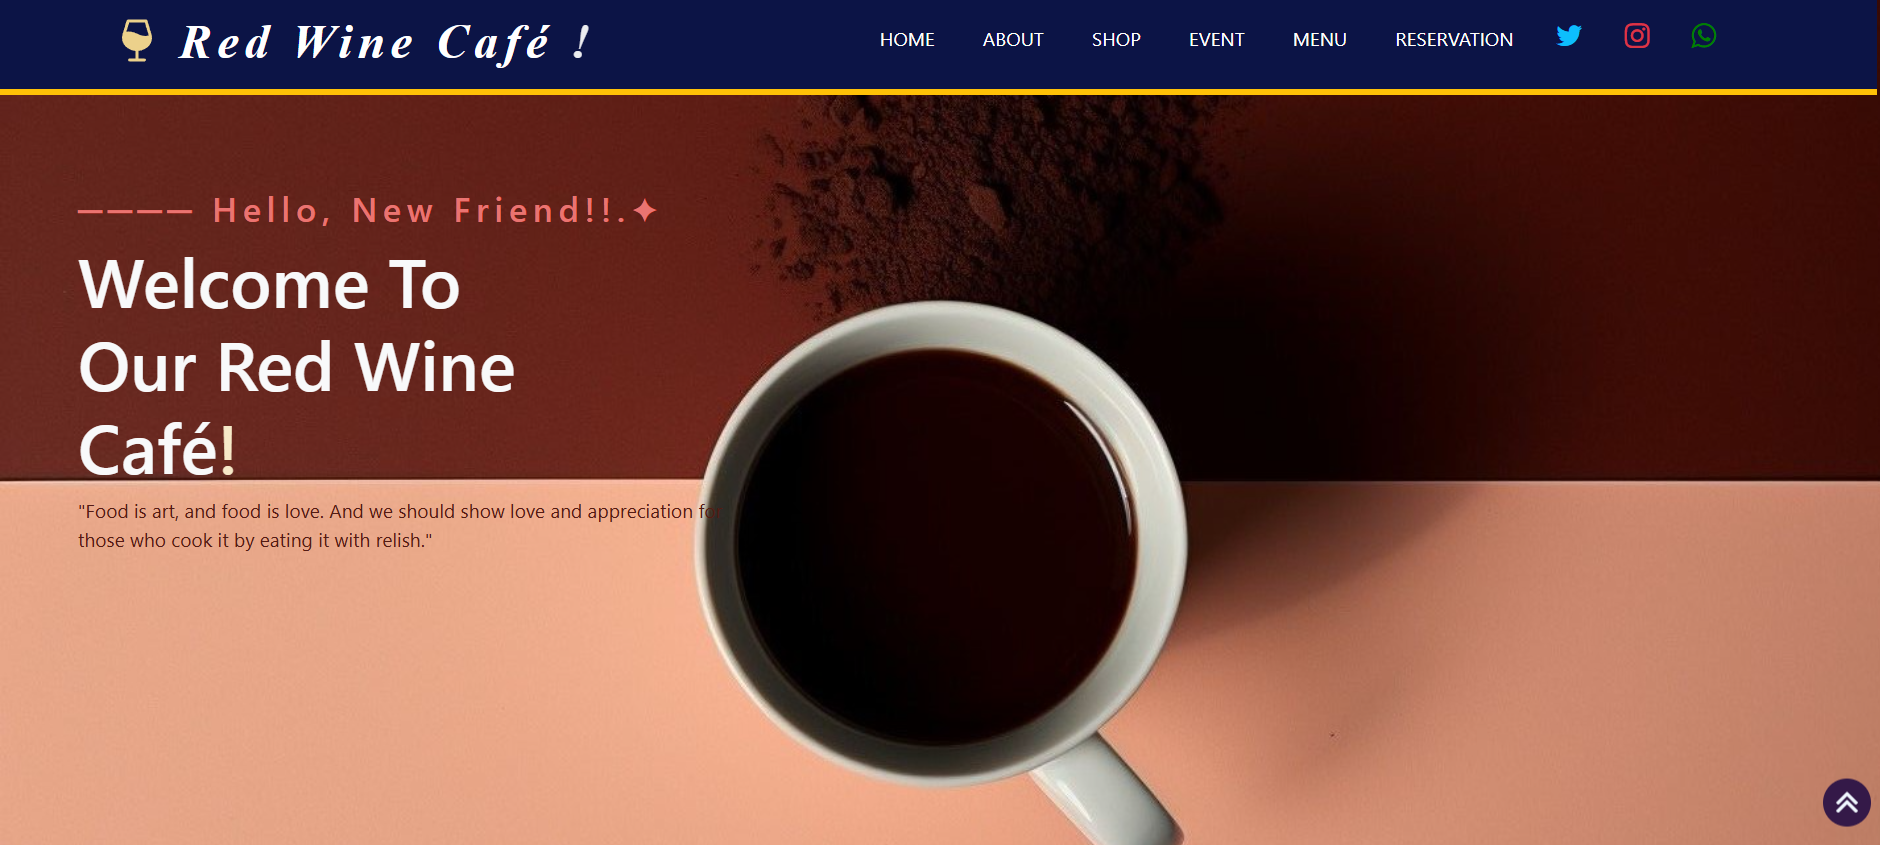 Red Wine Café !
HOME ABOUT SHOP EVENT MENU RESERVATION
———— Hello, New Friend!!.✦
Welcome To
Our Red Wine
Café!
"Food is art, and food is love. And we should show love and appreciation for
those who cook it by eating it with relish."